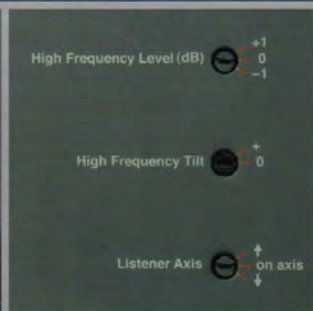 +1
High Frequency Level (dB) 0
−1
+
High Frequency Tilt 0
↑
Listener Axis on axis
↓